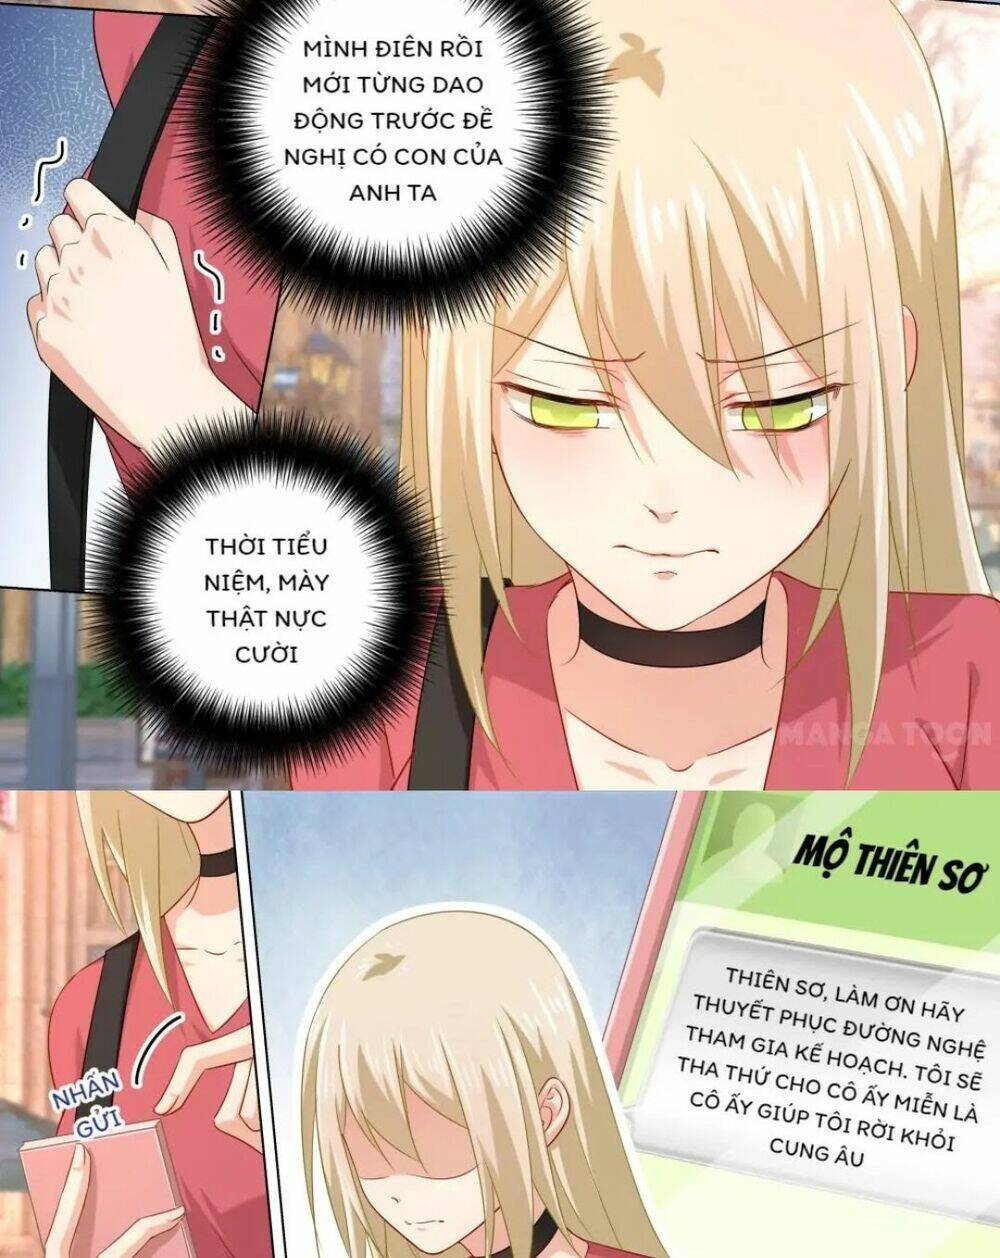 MÌNH ĐIÊN RỒI
MỚI TỪNG DAO
ĐỘNG TRƯỚC ĐỀ
NGHỊ CÓ CON CỦA
ANH TA
THỜI TIỂU
NIỆM, MÀY
THẬT NỰC
CƯỜI
MANGA TOON
NHẤN
GỬI
MỘ THIÊN SƠ
THIÊN SƠ, LÀM ƠN HÃY
THUYẾT PHỤC ĐƯỜNG NGHỆ
THAM GIA KẾ HOẠCH. TÔI SẼ
THA THỨ CHO CÔ ẤY MIỄN LÀ
CÔ ẤY GIÚP TÔI RỜI KHỎI
CUNG ÂU